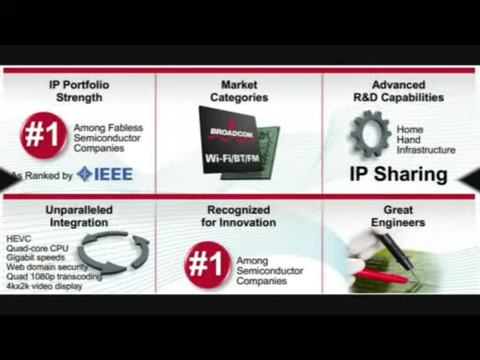 IP Portfolio
Strength
#1
Among Fabless
Semiconductor
Companies
As Ranked by IEEE
Market
Categories
BROADCOM
Wi-Fi/BT/FM
Advanced
R&D Capabilities
Home
Hand
Infrastructure
IP Sharing
Unparalleled
Integration
HEVC
Quad-core CPU
Gigabit speeds
Web domain security
Quad 1080p transcoding
4kx2k video display
Recognized
for Innovation
#1
Among
Semiconductor
Companies
Great
Engineers